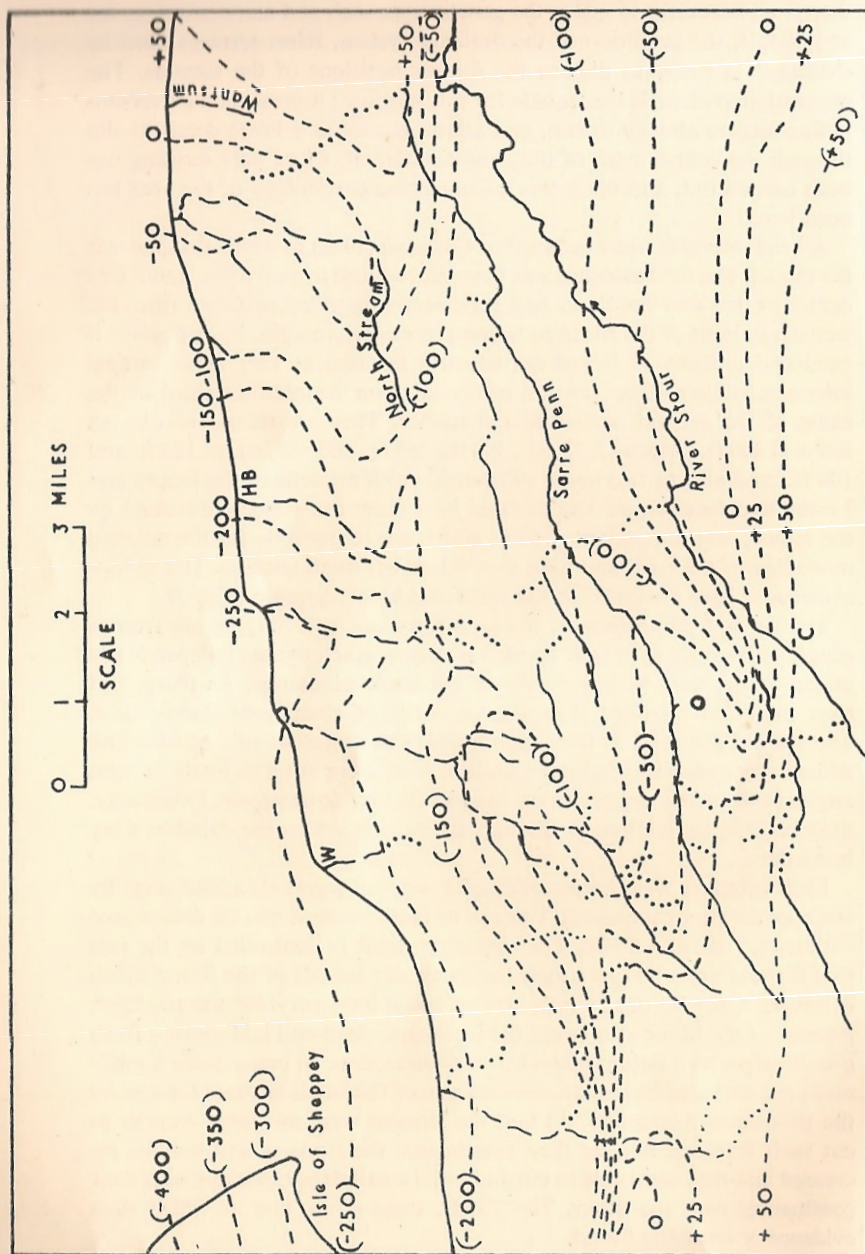 +50
Wantsum
0
-50
-100
-150
-200
HB
-250
W
(-400)
(-350)
(-300)
Isle of Sheppey
(-250)
(-200)
SCALE
0 1 2 3 MILES
North Stream
(-100)
+50
(-50)
Sarre Penn
River Stour
(-100)
(-50)
0
+25
(+50)
(-150)
(-100)
(-50)
(-100)
0
+25
+50
C
O
0
+25
+50